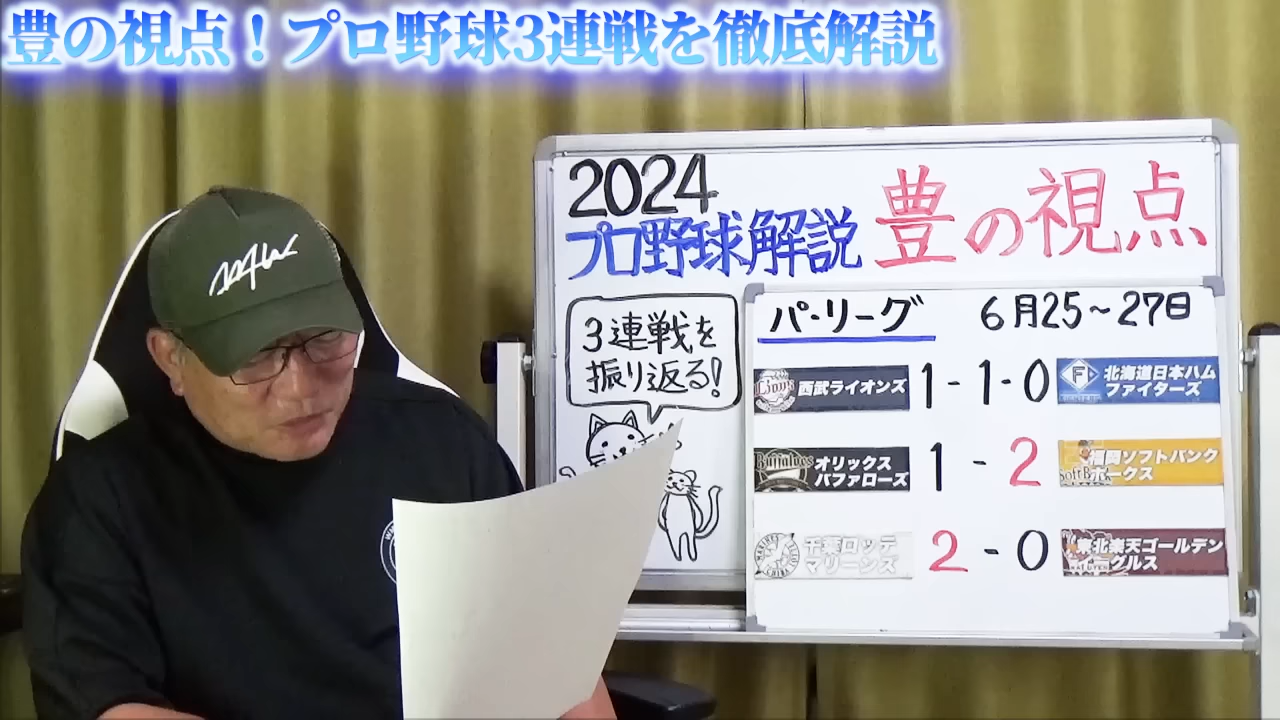 豊の視点！プロ野球3連戦を徹底解説
2024
プロ野球解説 豊の視点
3連戦を
振り返る!
パ・リーグ 6月25~27日
Lions 西武ライオンズ 1-1-0 F 北海道日本ハム
ファイターズ
Buffaloes オリックス
バファローズ 1-2 福岡ソフトバンク
ホークス
千葉ロッテ
マリーンズ 2-0 東北楽天ゴールデン
ーグルス